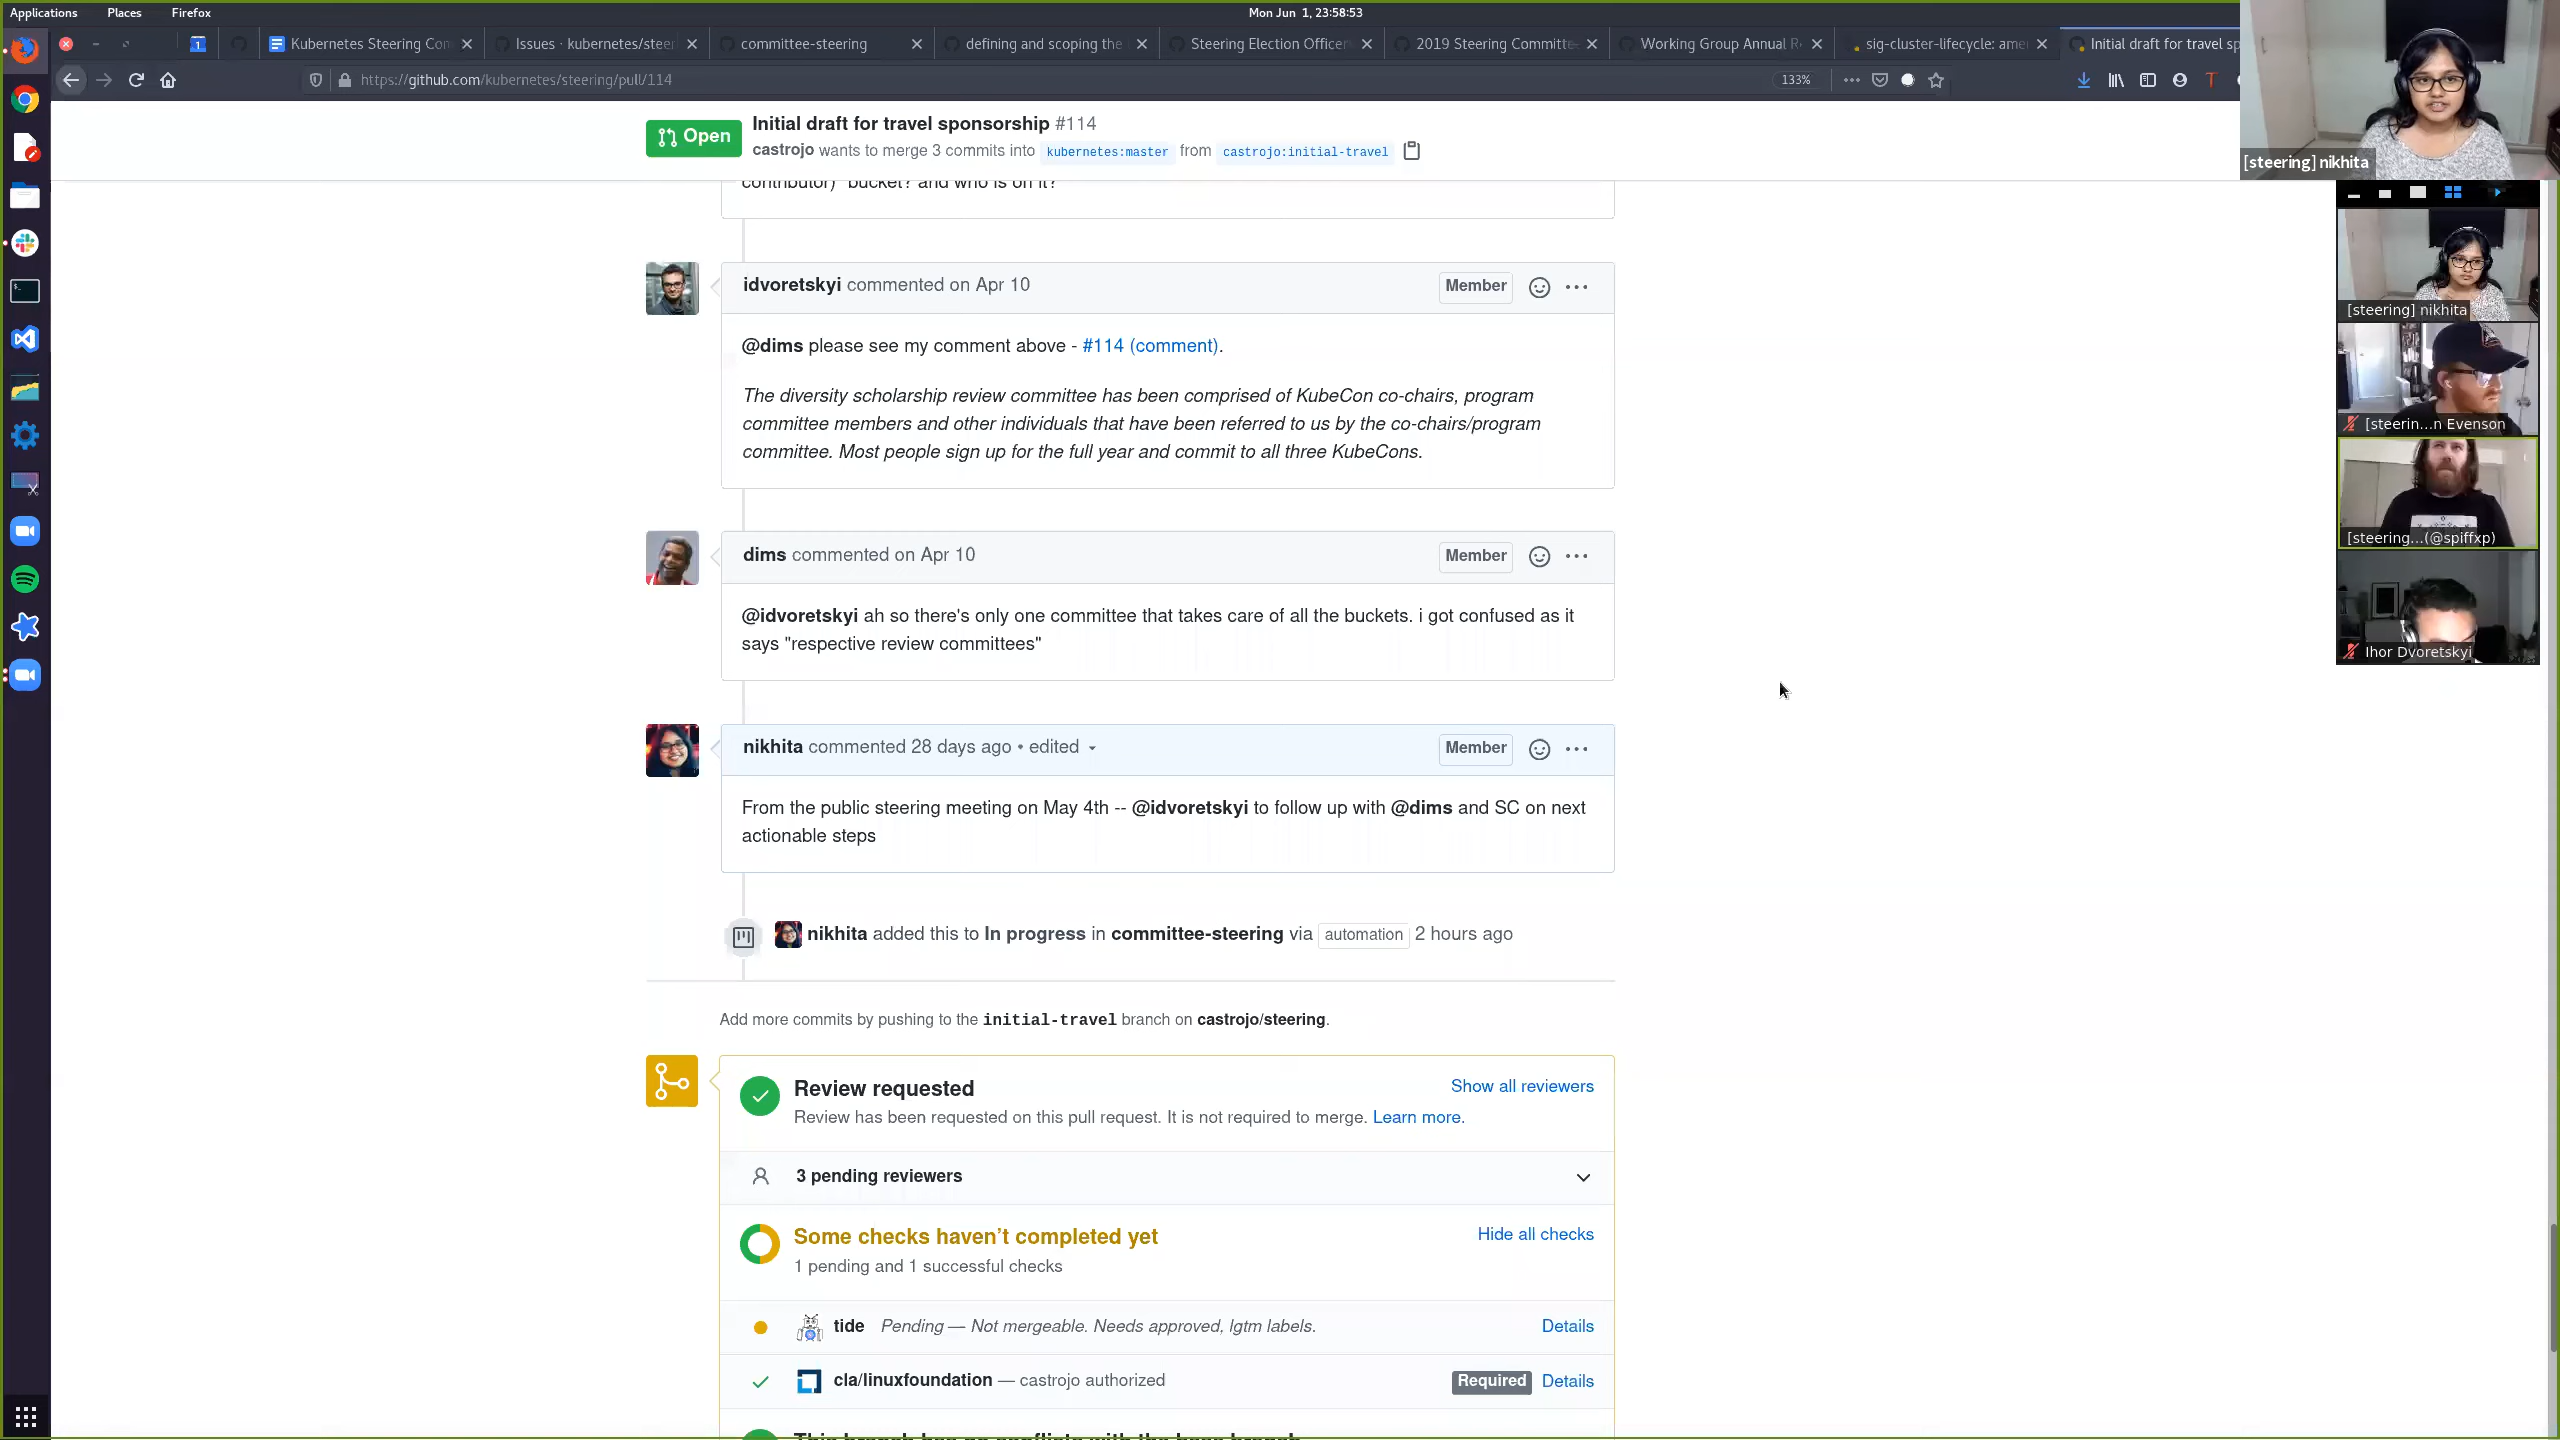 Applications Places Firefox
Mon Jun 1, 23:58:53
Kubernetes Steering Con
Issues · kubernetes/steer
committee-steering
defining and scoping the
Steering Election Officer
2019 Steering Committe
Working Group Annual R
sig-cluster-lifecycle: ame
Initial draft for travel sp
https://github.com/kubernetes/steering/pull/114
133%
Open
Initial draft for travel sponsorship #114
castrojo wants to merge 3 commits into kubernetes:master from castrojo:initial-travel
[steering] nikhita
contributor)" bucket? and who is on it?
idvoretskyi commented on Apr 10
Member
@dims please see my comment above - #114 (comment).
The diversity scholarship review committee has been comprised of KubeCon co-chairs, program
committee members and other individuals that have been referred to us by the co-chairs/program
committee. Most people sign up for the full year and commit to all three KubeCons.
[steering] nikhita
[steerin...n Evenson
[steering...(@spiffxp)
Ihor Dvoretskyi
dims commented on Apr 10
Member
@idvoretskyi ah so there's only one committee that takes care of all the buckets. i got confused as it
says "respective review committees"
nikhita commented 28 days ago • edited
Member
From the public steering meeting on May 4th -- @idvoretskyi to follow up with @dims and SC on next
actionable steps
nikhita added this to In progress in committee-steering via automation 2 hours ago
Add more commits by pushing to the initial-travel branch on castrojo/steering.
Review requested
Show all reviewers
Review has been requested on this pull request. It is not required to merge. Learn more.
3 pending reviewers
Some checks haven’t completed yet
Hide all checks
1 pending and 1 successful checks
tide Pending — Not mergeable. Needs approved, lgtm labels.
Details
cla/linuxfoundation — castrojo authorized
Required Details
This branch has no conflicts with the base branch